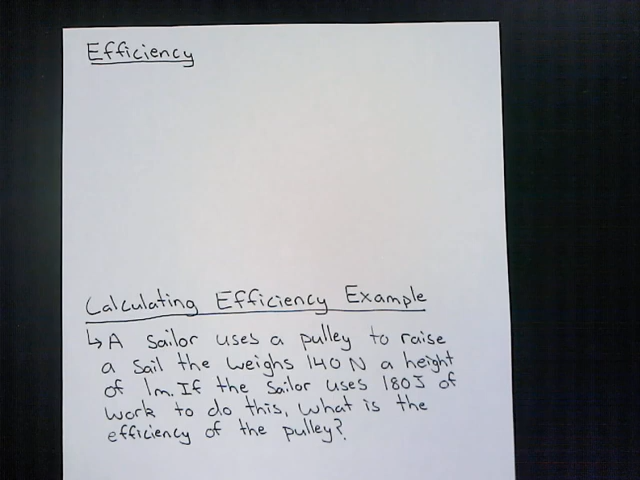 Efficiency
Calculating Efficiency Example
↳ A sailor uses a pulley to raise
a sail the weighs 140 N a height
of 1m. If the sailor uses 180J of
work to do this, what is the
efficiency of the pulley?